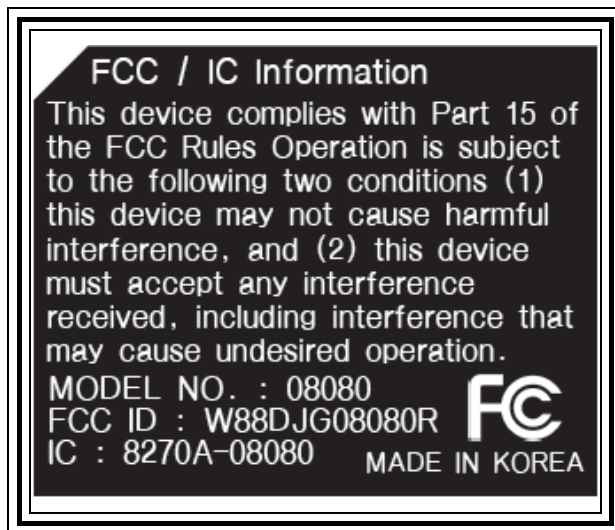 FCC / IC Information
This device complies with Part 15 of
the FCC Rules Operation is subject
to the following two conditions (1)
this device may not cause harmful
interference, and (2) this device
must accept any interference
received, including interference that
may cause undesired operation.
MODEL NO. : 08080
FCC ID : W88DJG08080R
IC : 8270A-08080
FC
MADE IN KOREA